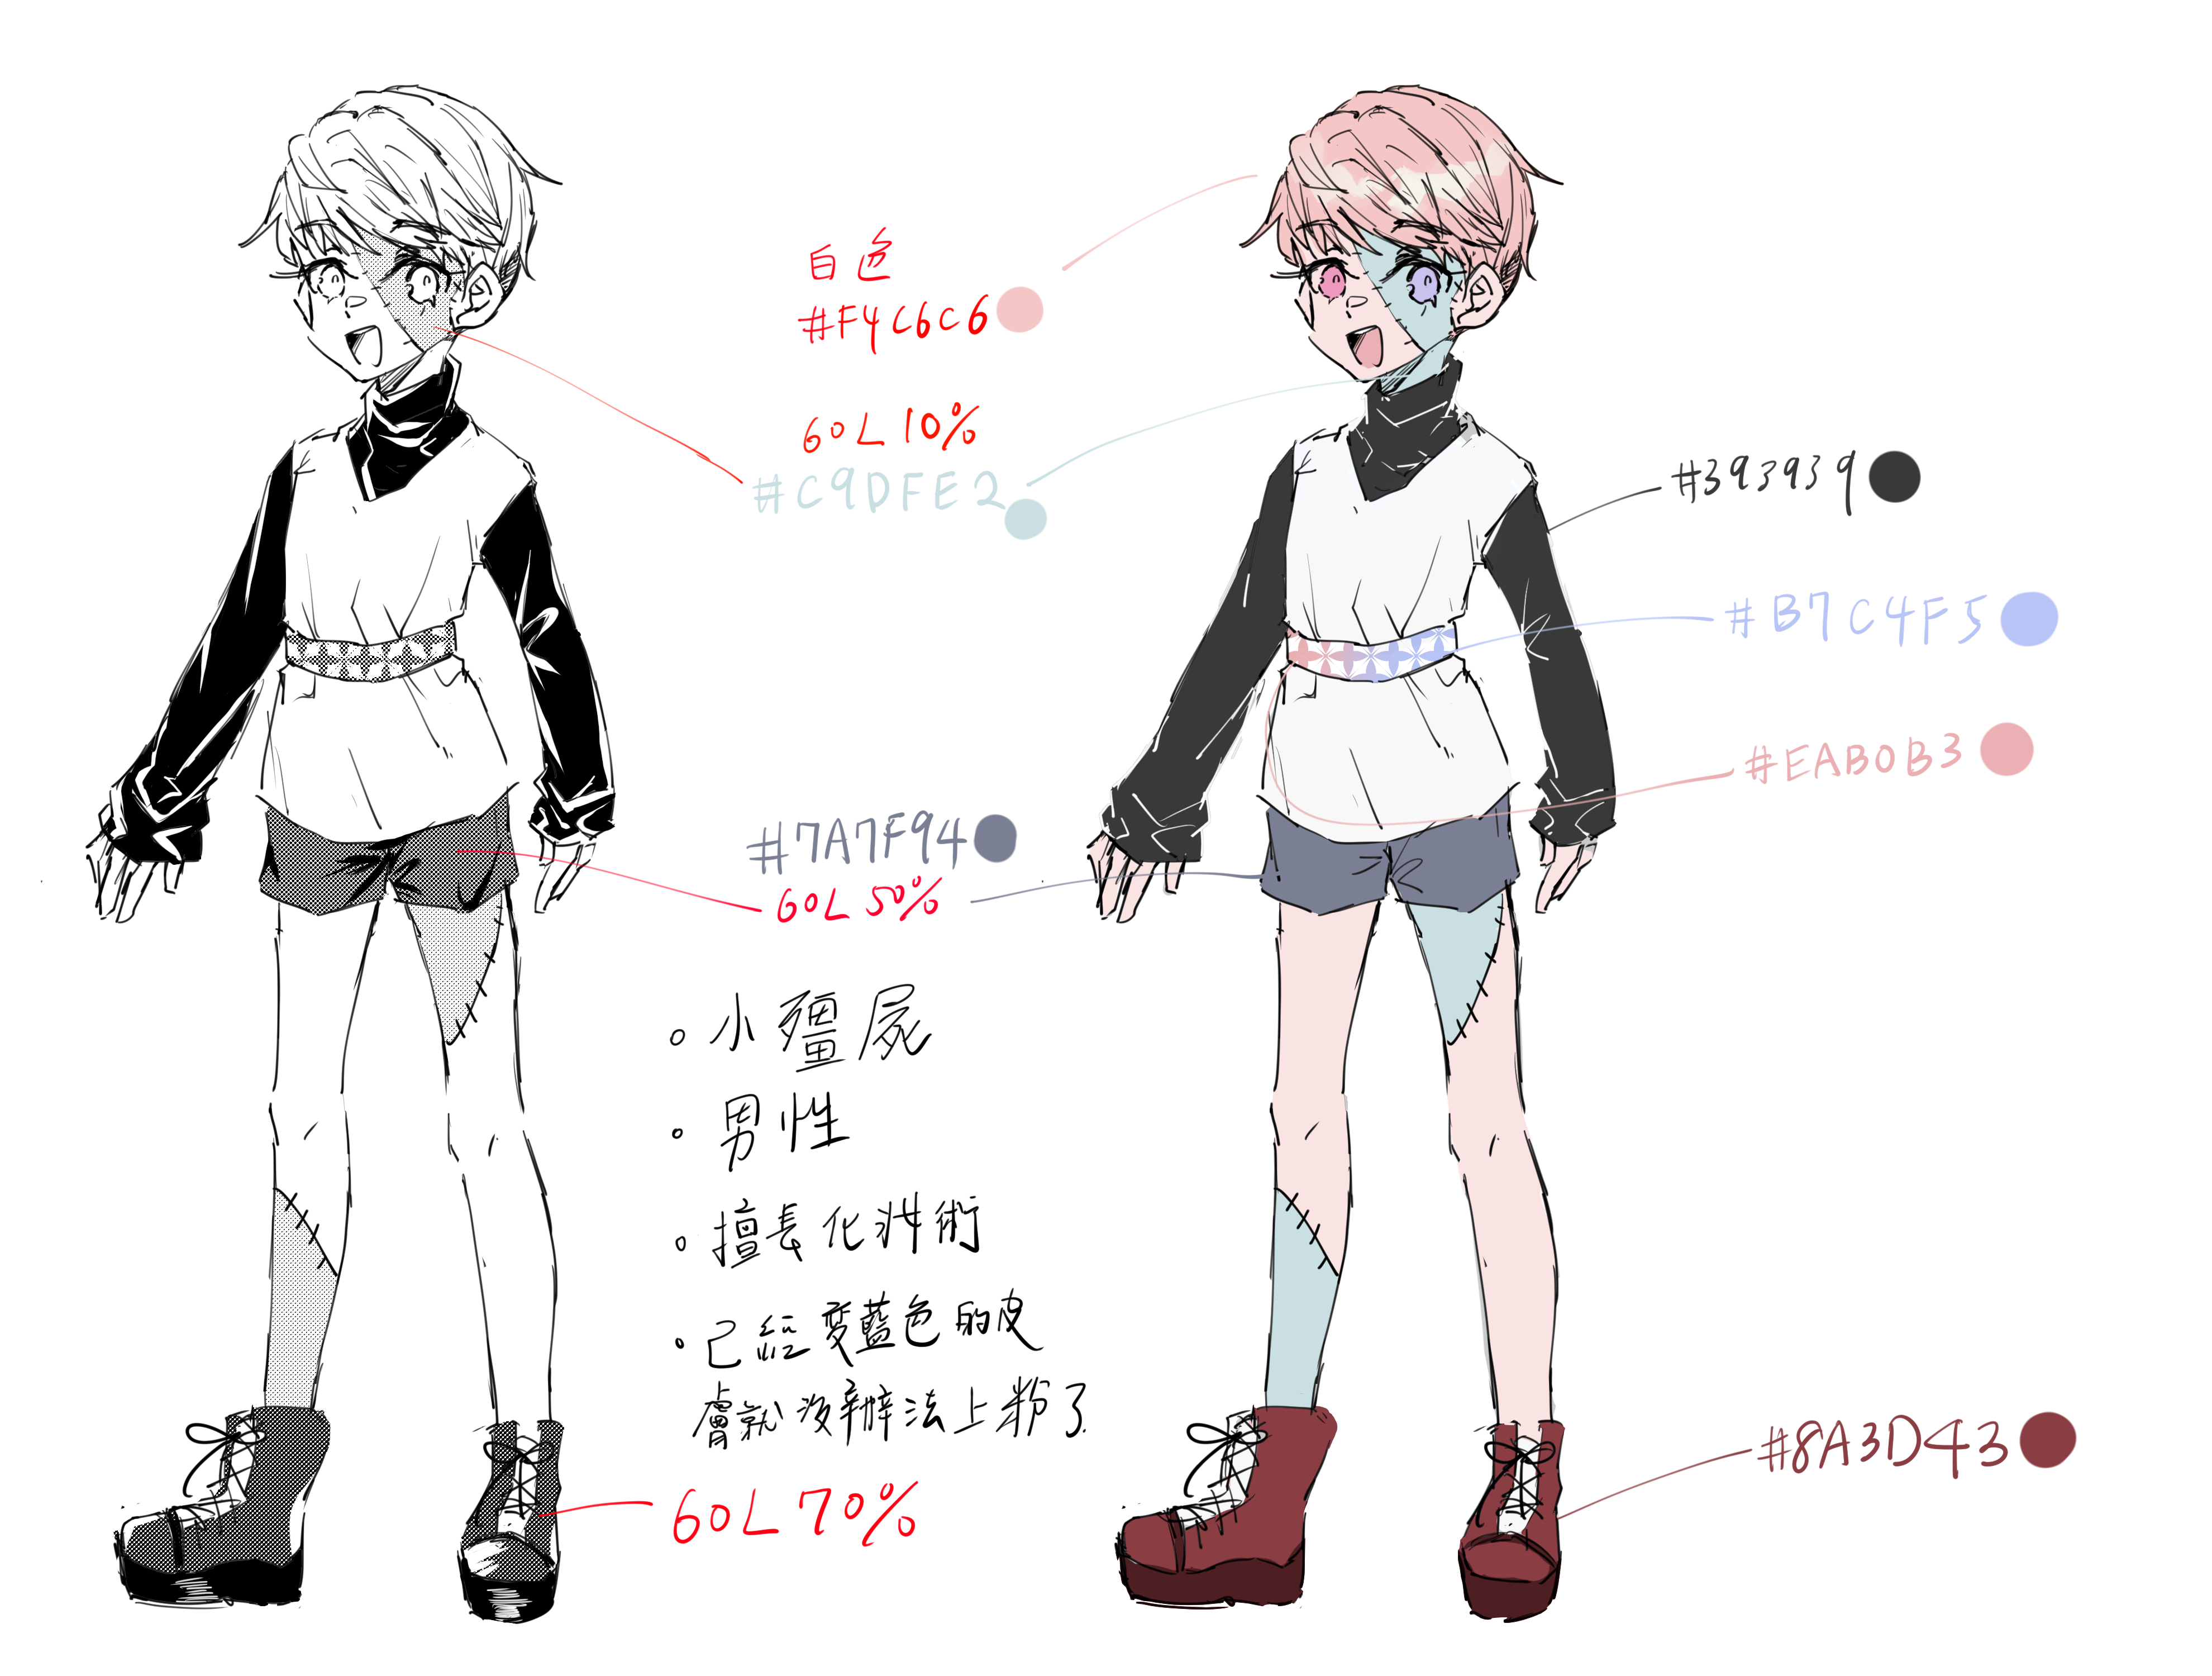 白色
#F4C6C6
60L 10%
#C9DFE2
#393939
#B7C4F5
#EAB0B3
#7A7F94
60L 50%
。小殭屍
。男性
。擅長化妝術
。已經變藍色的皮
膚就沒辦法上粉了
60L 70%
#8A3D43